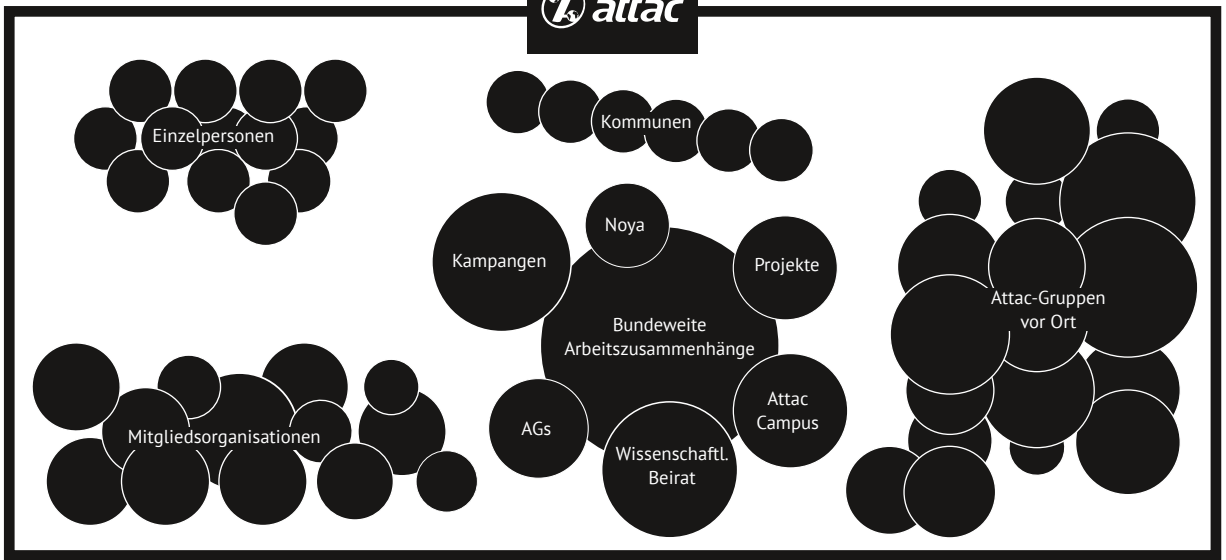 attac
Einzelpersonen
Kommunen
Noya
Kampangen
Projekte
Bundeweite
Arbeitszusammenhänge
Attac-Gruppen
vor Ort
Attac
Campus
AGs
Mitgliedsorganisationen
Wissenschaftl.
Beirat